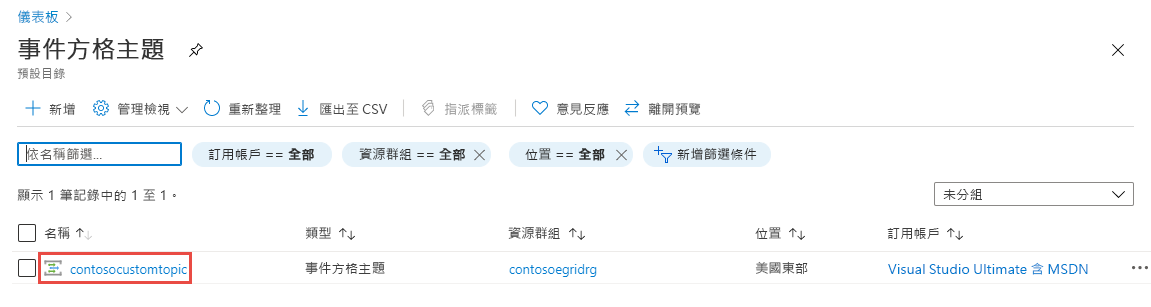 儀表板 >
事件方格主題
預設目錄
新增 管理檢視 重新整理 匯出至 CSV 指派標籤 意見反應 離開預覽
依名稱篩選... 訂用帳戶 == 全部 資源群組 == 全部 位置 == 全部 新增篩選條件
顯示 1 筆記錄中的 1 至 1。 未分組
名稱 ↑↓ 類型 ↑↓ 資源群組 ↑↓ 位置 ↑↓ 訂用帳戶 ↑↓
contosocustomtopic 事件方格主題 contosoegridrg 美國東部 Visual Studio Ultimate 含 MSDN ···